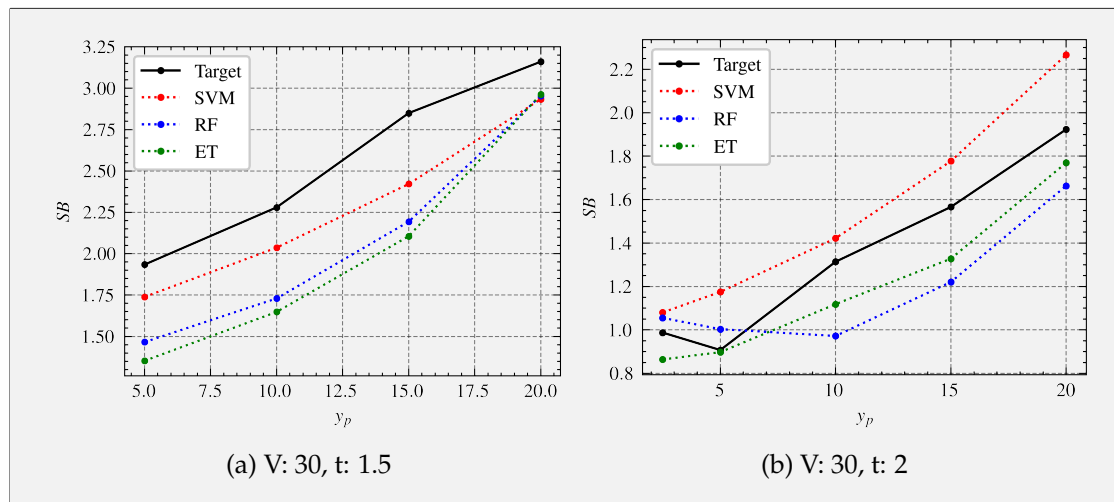 3.25
3.00
2.75
2.50
2.25
2.00
1.75
1.50
SB
Target
SVM
RF
ET
5.0 7.5 10.0 12.5 15.0 17.5 20.0
y_p
(a) V: 30, t: 1.5
2.2
2.0
1.8
1.6
1.4
1.2
1.0
0.8
SB
Target
SVM
RF
ET
5 10 15 20
y_p
(b) V: 30, t: 2